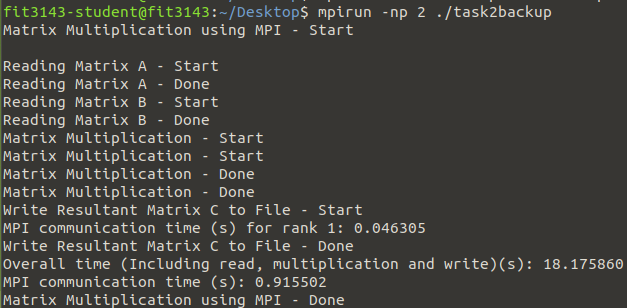 fit3143-student@fit3143:~/Desktop$ mpirun -np 2 ./task2backup
Matrix Multiplication using MPI - Start
Reading Matrix A - Start
Reading Matrix A - Done
Reading Matrix B - Start
Reading Matrix B - Done
Matrix Multiplication - Start
Matrix Multiplication - Start
Matrix Multiplication - Done
Matrix Multiplication - Done
Write Resultant Matrix C to File - Start
MPI communication time (s) for rank 1: 0.046305
Write Resultant Matrix C to File - Done
Overall time (Including read, multiplication and write)(s): 18.175860
MPI communication time (s): 0.915502
Matrix Multiplication using MPI - Done